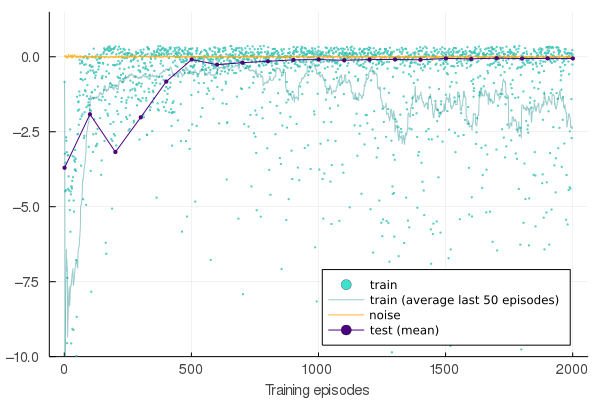 0.0
−2.5
−5.0
−7.5
−10.0
0
500
1000
1500
2000
Training episodes
train
train (average last 50 episodes)
noise
test (mean)